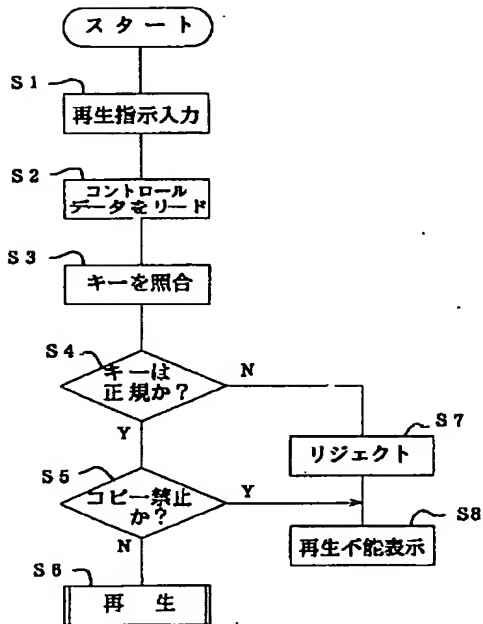 スタート
S1
再生指示入力
S2
コントロール
データをリード
S3
キーを照合
S4
キーは
正規か?
N
Y
S7
リジェクト
S5
コピー禁止
か?
Y
N
S8
再生不能表示
S6
再 生